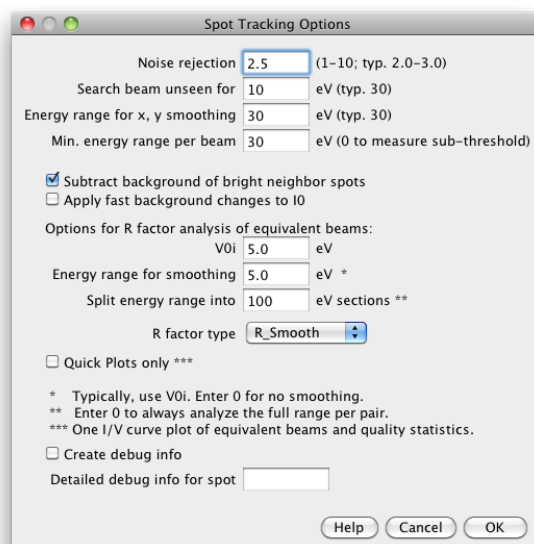 Spot Tracking Options
Noise rejection 2.5 (1-10; typ. 2.0-3.0)
Search beam unseen for 10 eV (typ. 30)
Energy range for x, y smoothing 30 eV (typ. 30)
Min. energy range per beam 30 eV (0 to measure sub-threshold)
Subtract background of bright neighbor spots
Apply fast background changes to I0
Options for R factor analysis of equivalent beams:
V0i 5.0 eV
Energy range for smoothing 5.0 eV *
Split energy range into 100 eV sections **
R factor type R_Smooth
Quick Plots only ***
* Typically, use V0i. Enter 0 for no smoothing.
** Enter 0 to always analyze the full range per pair.
*** One I/V curve plot of equivalent beams and quality statistics.
Create debug info
Detailed debug info for spot
Help Cancel OK